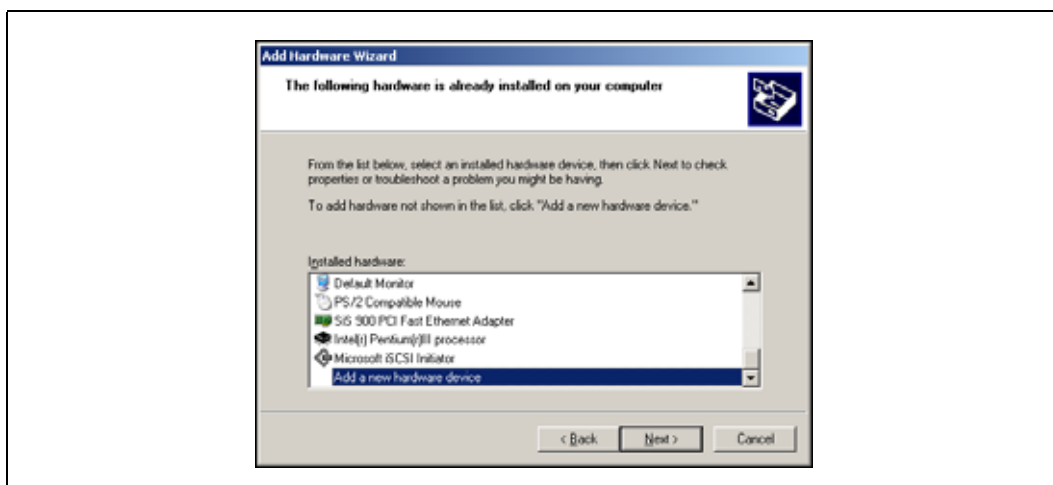 Add Hardware Wizard
The following hardware is already installed on your computer
From the list below, select an installed hardware device, then click Next to check
properties or troubleshoot a problem you might be having.
To add hardware not shown in the list, click "Add a new hardware device."
Installed hardware:
Default Monitor
PS/2 Compatible Mouse
SiS 900 PCI Fast Ethernet Adapter
Intel(r) Pentium(r)III processor
Microsoft iSCSI Initiator
Add a new hardware device
< Back Next > Cancel